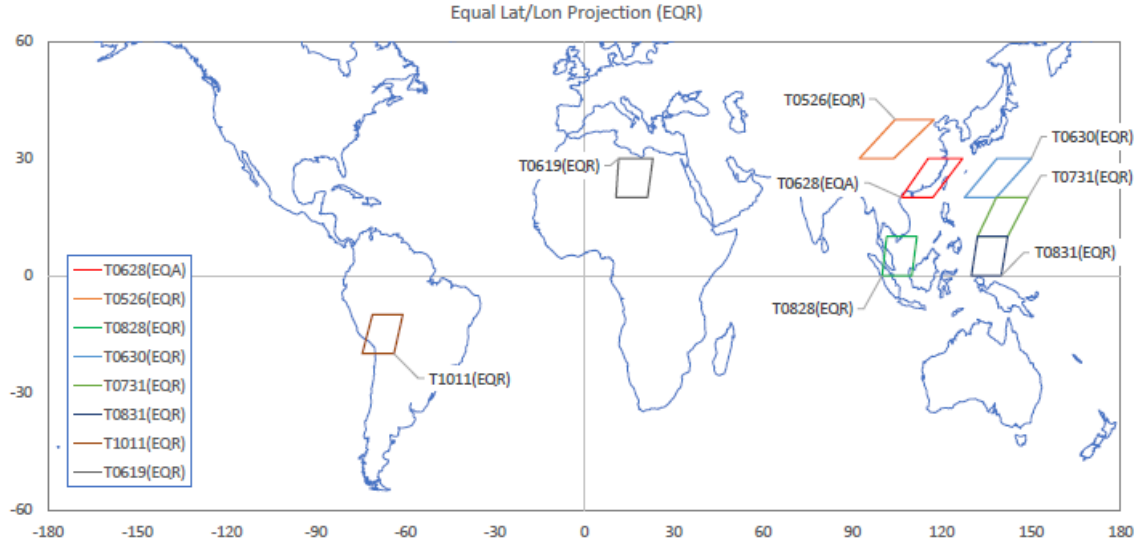 Equal Lat/Lon Projection (EQR)
60
T0526(EQR)
T0630(EQR)
30
T0619(EQR)
T0628(EQA)
T0731(EQR)
T0628(EQA)
T0526(EQR)
T0831(EQR)
0
T0828(EQR)
T0828(EQR)
T0630(EQR)
T0731(EQR)
T1011(EQR)
-30
T0831(EQR)
T1011(EQR)
T0619(EQR)
-60
-180 -150 -120 -90 -60 -30 0 30 60 90 120 150 180